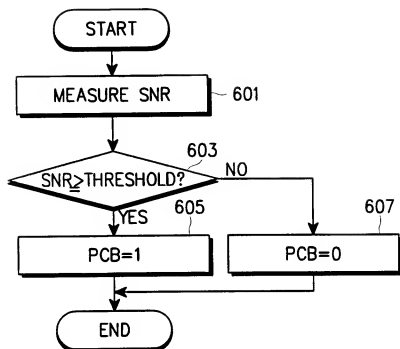 START
MEASURE SNR
601
603
SNR≥THRESHOLD?
NO
YES
605
607
PCB=1
PCB=0
END